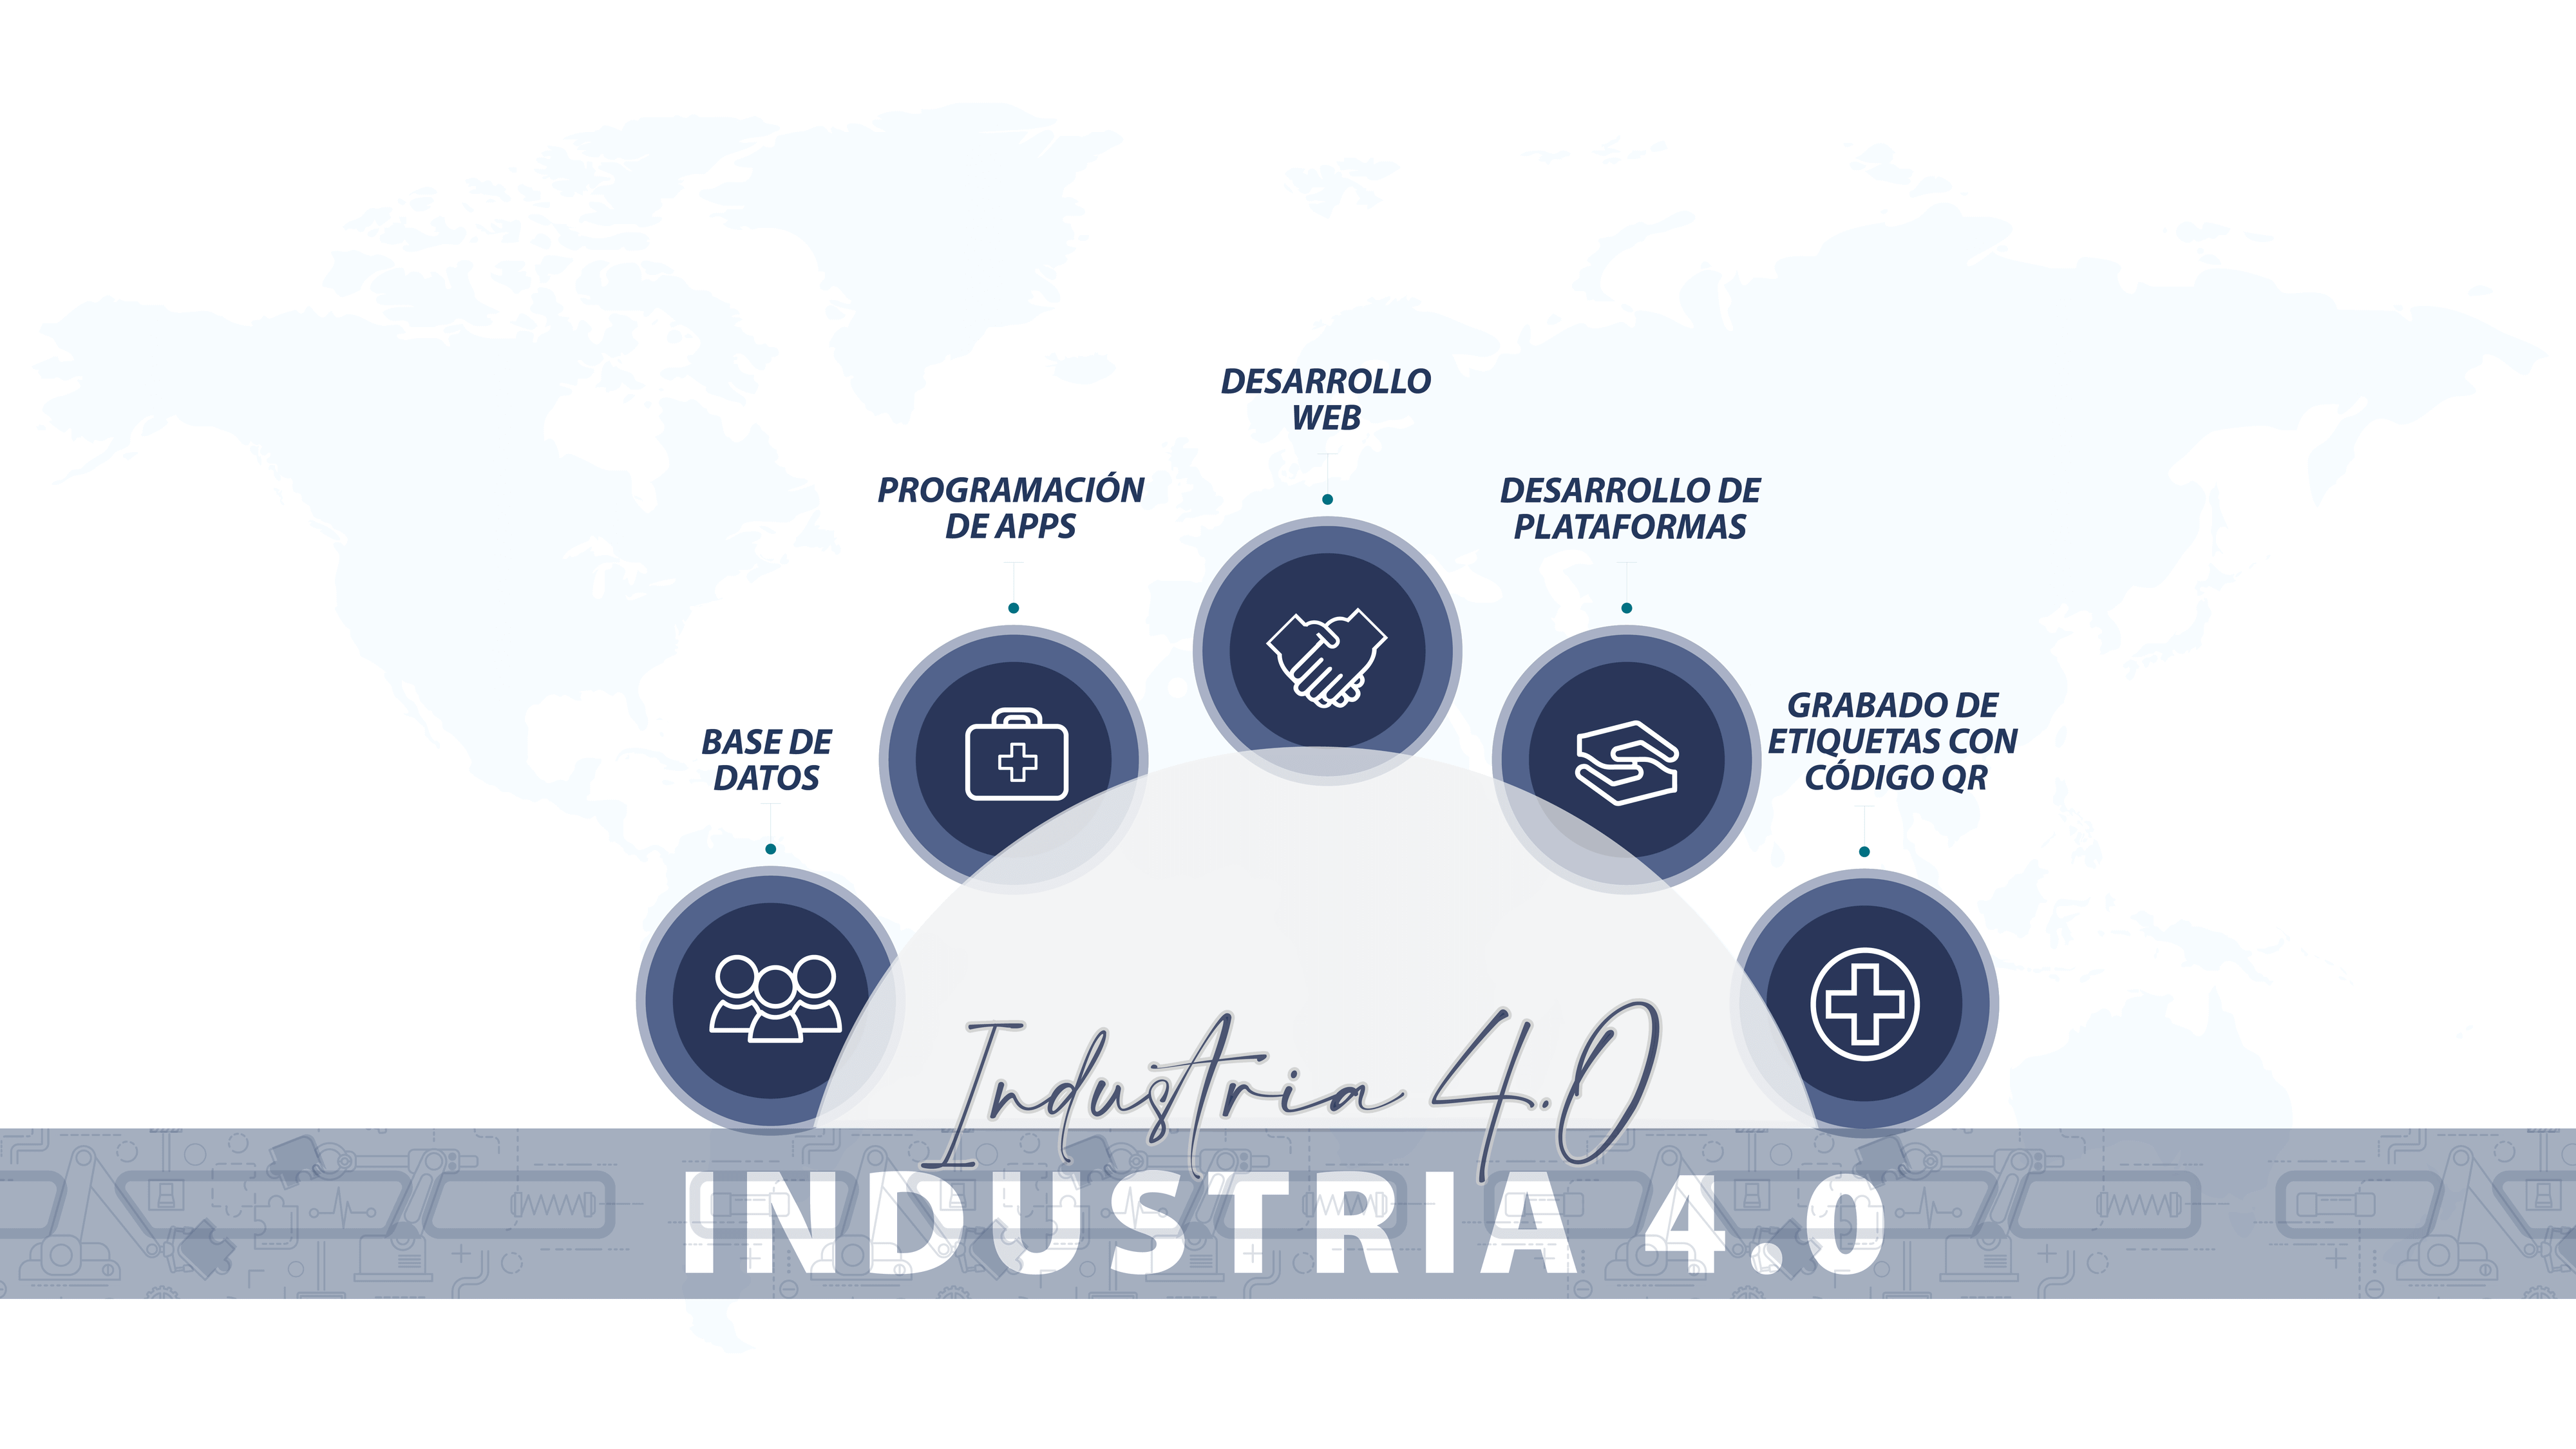 DESARROLLO
WEB
PROGRAMACIÓN
DE APPS
DESARROLLO DE
PLATAFORMAS
BASE DE
DATOS
GRABADO DE
ETIQUETAS CON
CÓDIGO QR
Industria 4.0
INDUSTRIA 4.0